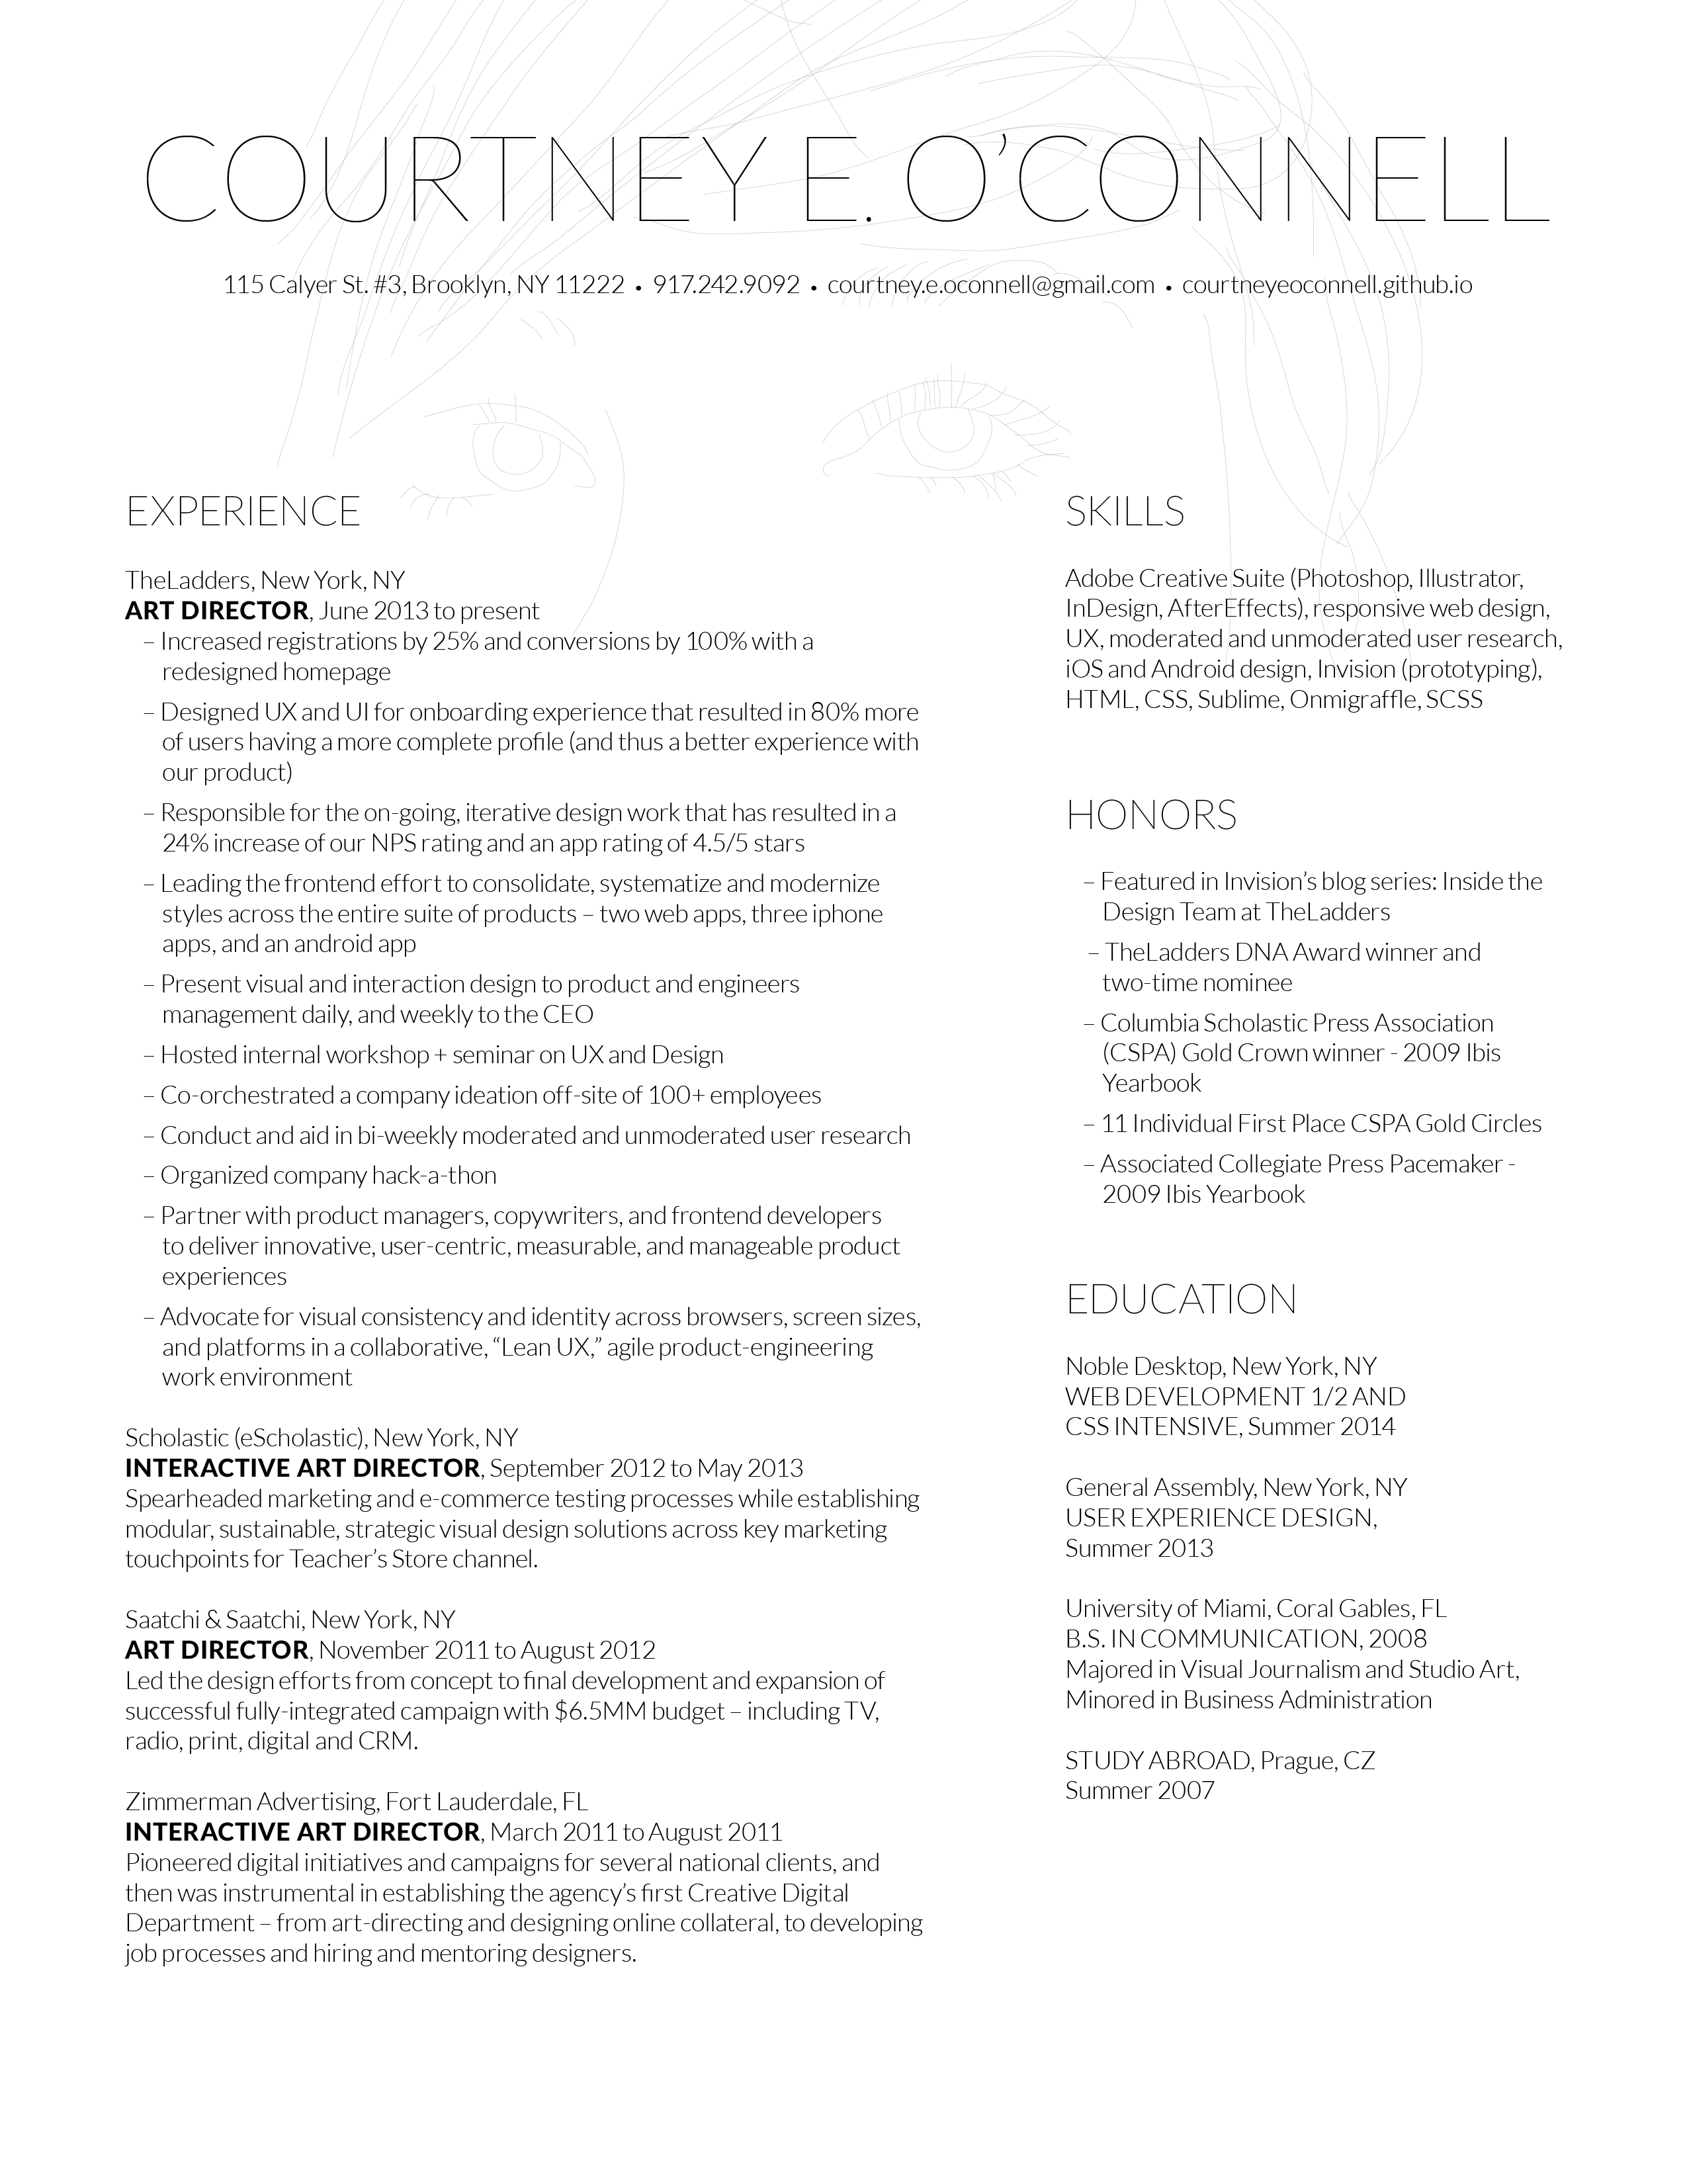 COURTNEY E. O’CONNELL
115 Calyer St. #3, Brooklyn, NY 11222 • 917.242.9092 • courtney.e.oconnell@gmail.com • courtneyeoconnell.github.io
EXPERIENCE
TheLadders, New York, NY
ART DIRECTOR, June 2013 to present
– Increased registrations by 25% and conversions by 100% with a
redesigned homepage
– Designed UX and UI for onboarding experience that resulted in 80% more
of users having a more complete profile (and thus a better experience with
our product)
– Responsible for the on-going, iterative design work that has resulted in a
24% increase of our NPS rating and an app rating of 4.5/5 stars
– Leading the frontend effort to consolidate, systematize and modernize
styles across the entire suite of products – two web apps, three iphone
apps, and an android app
– Present visual and interaction design to product and engineers
management daily, and weekly to the CEO
– Hosted internal workshop + seminar on UX and Design
– Co-orchestrated a company ideation off-site of 100+ employees
– Conduct and aid in bi-weekly moderated and unmoderated user research
– Organized company hack-a-thon
– Partner with product managers, copywriters, and frontend developers
to deliver innovative, user-centric, measurable, and manageable product
experiences
– Advocate for visual consistency and identity across browsers, screen sizes,
and platforms in a collaborative, “Lean UX,” agile product-engineering
work environment
Scholastic (eScholastic), New York, NY
INTERACTIVE ART DIRECTOR, September 2012 to May 2013
Spearheaded marketing and e-commerce testing processes while establishing
modular, sustainable, strategic visual design solutions across key marketing
touchpoints for Teacher’s Store channel.
Saatchi & Saatchi, New York, NY
ART DIRECTOR, November 2011 to August 2012
Led the design efforts from concept to final development and expansion of
successful fully-integrated campaign with $6.5MM budget – including TV,
radio, print, digital and CRM.
Zimmerman Advertising, Fort Lauderdale, FL
INTERACTIVE ART DIRECTOR, March 2011 to August 2011
Pioneered digital initiatives and campaigns for several national clients, and
then was instrumental in establishing the agency’s first Creative Digital
Department – from art-directing and designing online collateral, to developing
job processes and hiring and mentoring designers.
SKILLS
Adobe Creative Suite (Photoshop, Illustrator,
InDesign, AfterEffects), responsive web design,
UX, moderated and unmoderated user research,
iOS and Android design, Invision (prototyping),
HTML, CSS, Sublime, Onmigraffle, SCSS
HONORS
– Featured in Invision’s blog series: Inside the
Design Team at TheLadders
– TheLadders DNA Award winner and
two-time nominee
– Columbia Scholastic Press Association
(CSPA) Gold Crown winner - 2009 Ibis
Yearbook
– 11 Individual First Place CSPA Gold Circles
– Associated Collegiate Press Pacemaker -
2009 Ibis Yearbook
EDUCATION
Noble Desktop, New York, NY
WEB DEVELOPMENT 1/2 AND
CSS INTENSIVE, Summer 2014
General Assembly, New York, NY
USER EXPERIENCE DESIGN,
Summer 2013
University of Miami, Coral Gables, FL
B.S. IN COMMUNICATION, 2008
Majored in Visual Journalism and Studio Art,
Minored in Business Administration
STUDY ABROAD, Prague, CZ
Summer 2007